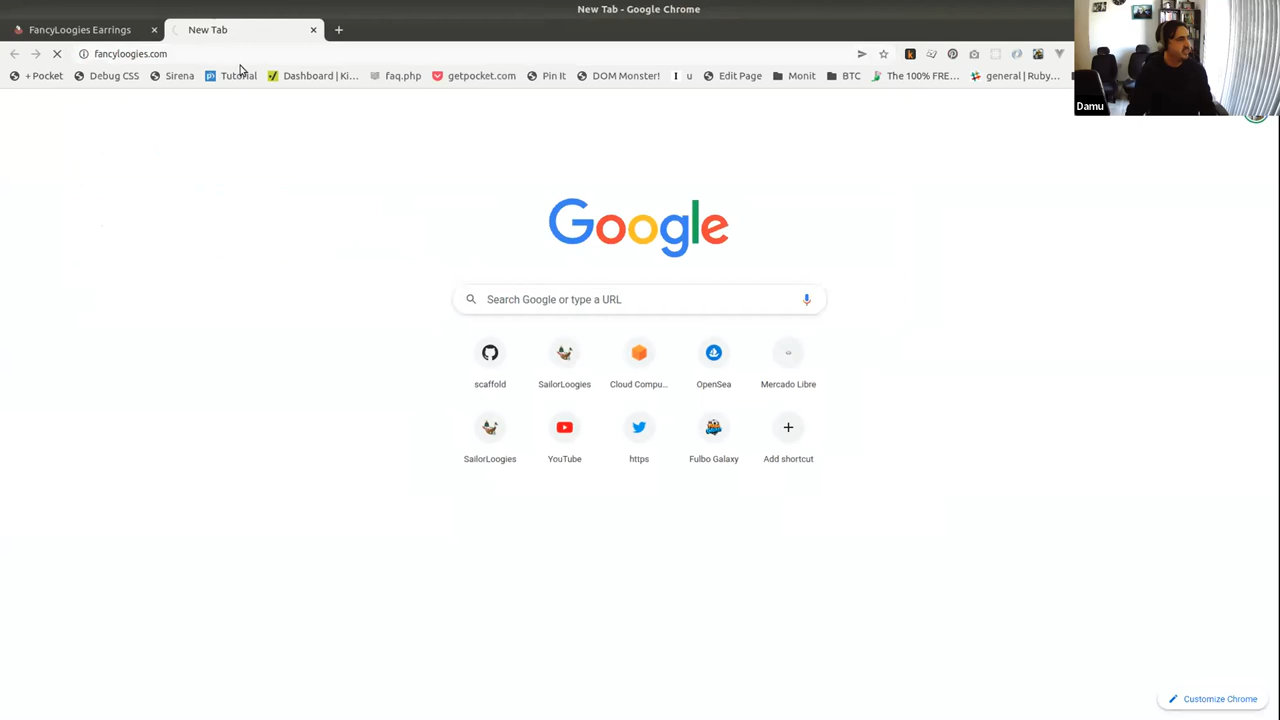 New Tab - Google Chrome
FancyLoogies Earrings
New Tab
fancyloogies.com
+ Pocket
Debug CSS
Sirena
Tutorial
Dashboard | Ki...
faq.php
getpocket.com
Pin It
DOM Monster!
u
Edit Page
Monit
BTC
The 100% FRE...
general | Ruby...
Damu
Google
Search Google or type a URL
scaffold
SailorLoogies
Cloud Compu...
OpenSea
Mercado Libre
SailorLoogies
YouTube
https
Fulbo Galaxy
Add shortcut
Customize Chrome